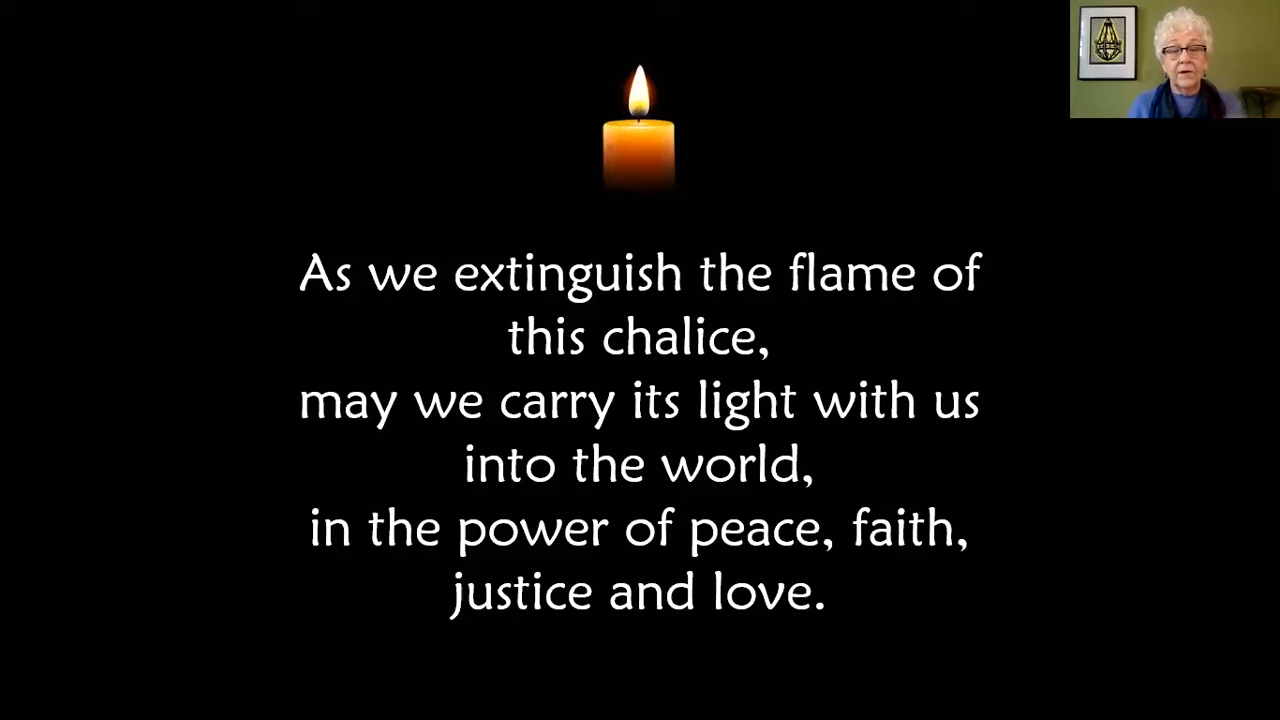 As we extinguish the flame of
this chalice,
may we carry its light with us
into the world,
in the power of peace, faith,
justice and love.